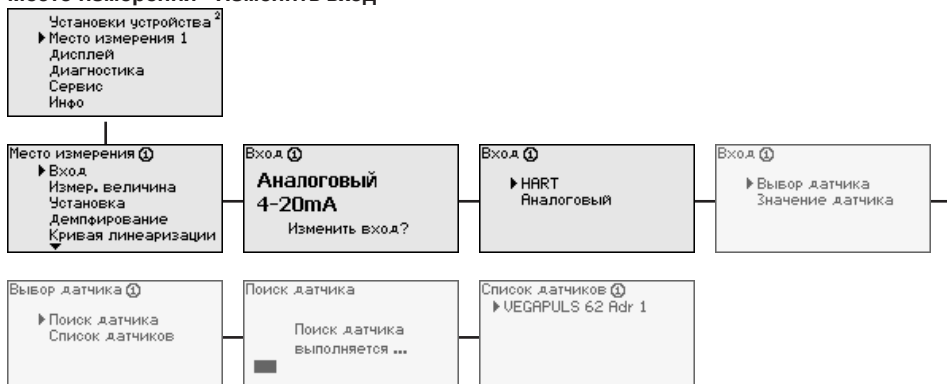 Место измерения - Изменить вход
Установки устройства 2
Место измерения 1
Дисплей
Диагностика
Сервис
Инфо
Место измерения ①
Вход
Измер. величина
Установка
Демпфирование
Кривая линеаризации
Вход ①
Аналоговый
4-20mA
Изменить вход?
Вход ①
HART
Аналоговый
Вход ①
Выбор датчика
Значение датчика
Выбор датчика ①
Поиск датчика
Список датчиков
Поиск датчика
Поиск датчика
выполняется ...
Список датчиков ①
VEGAPULS 62 Adr 1